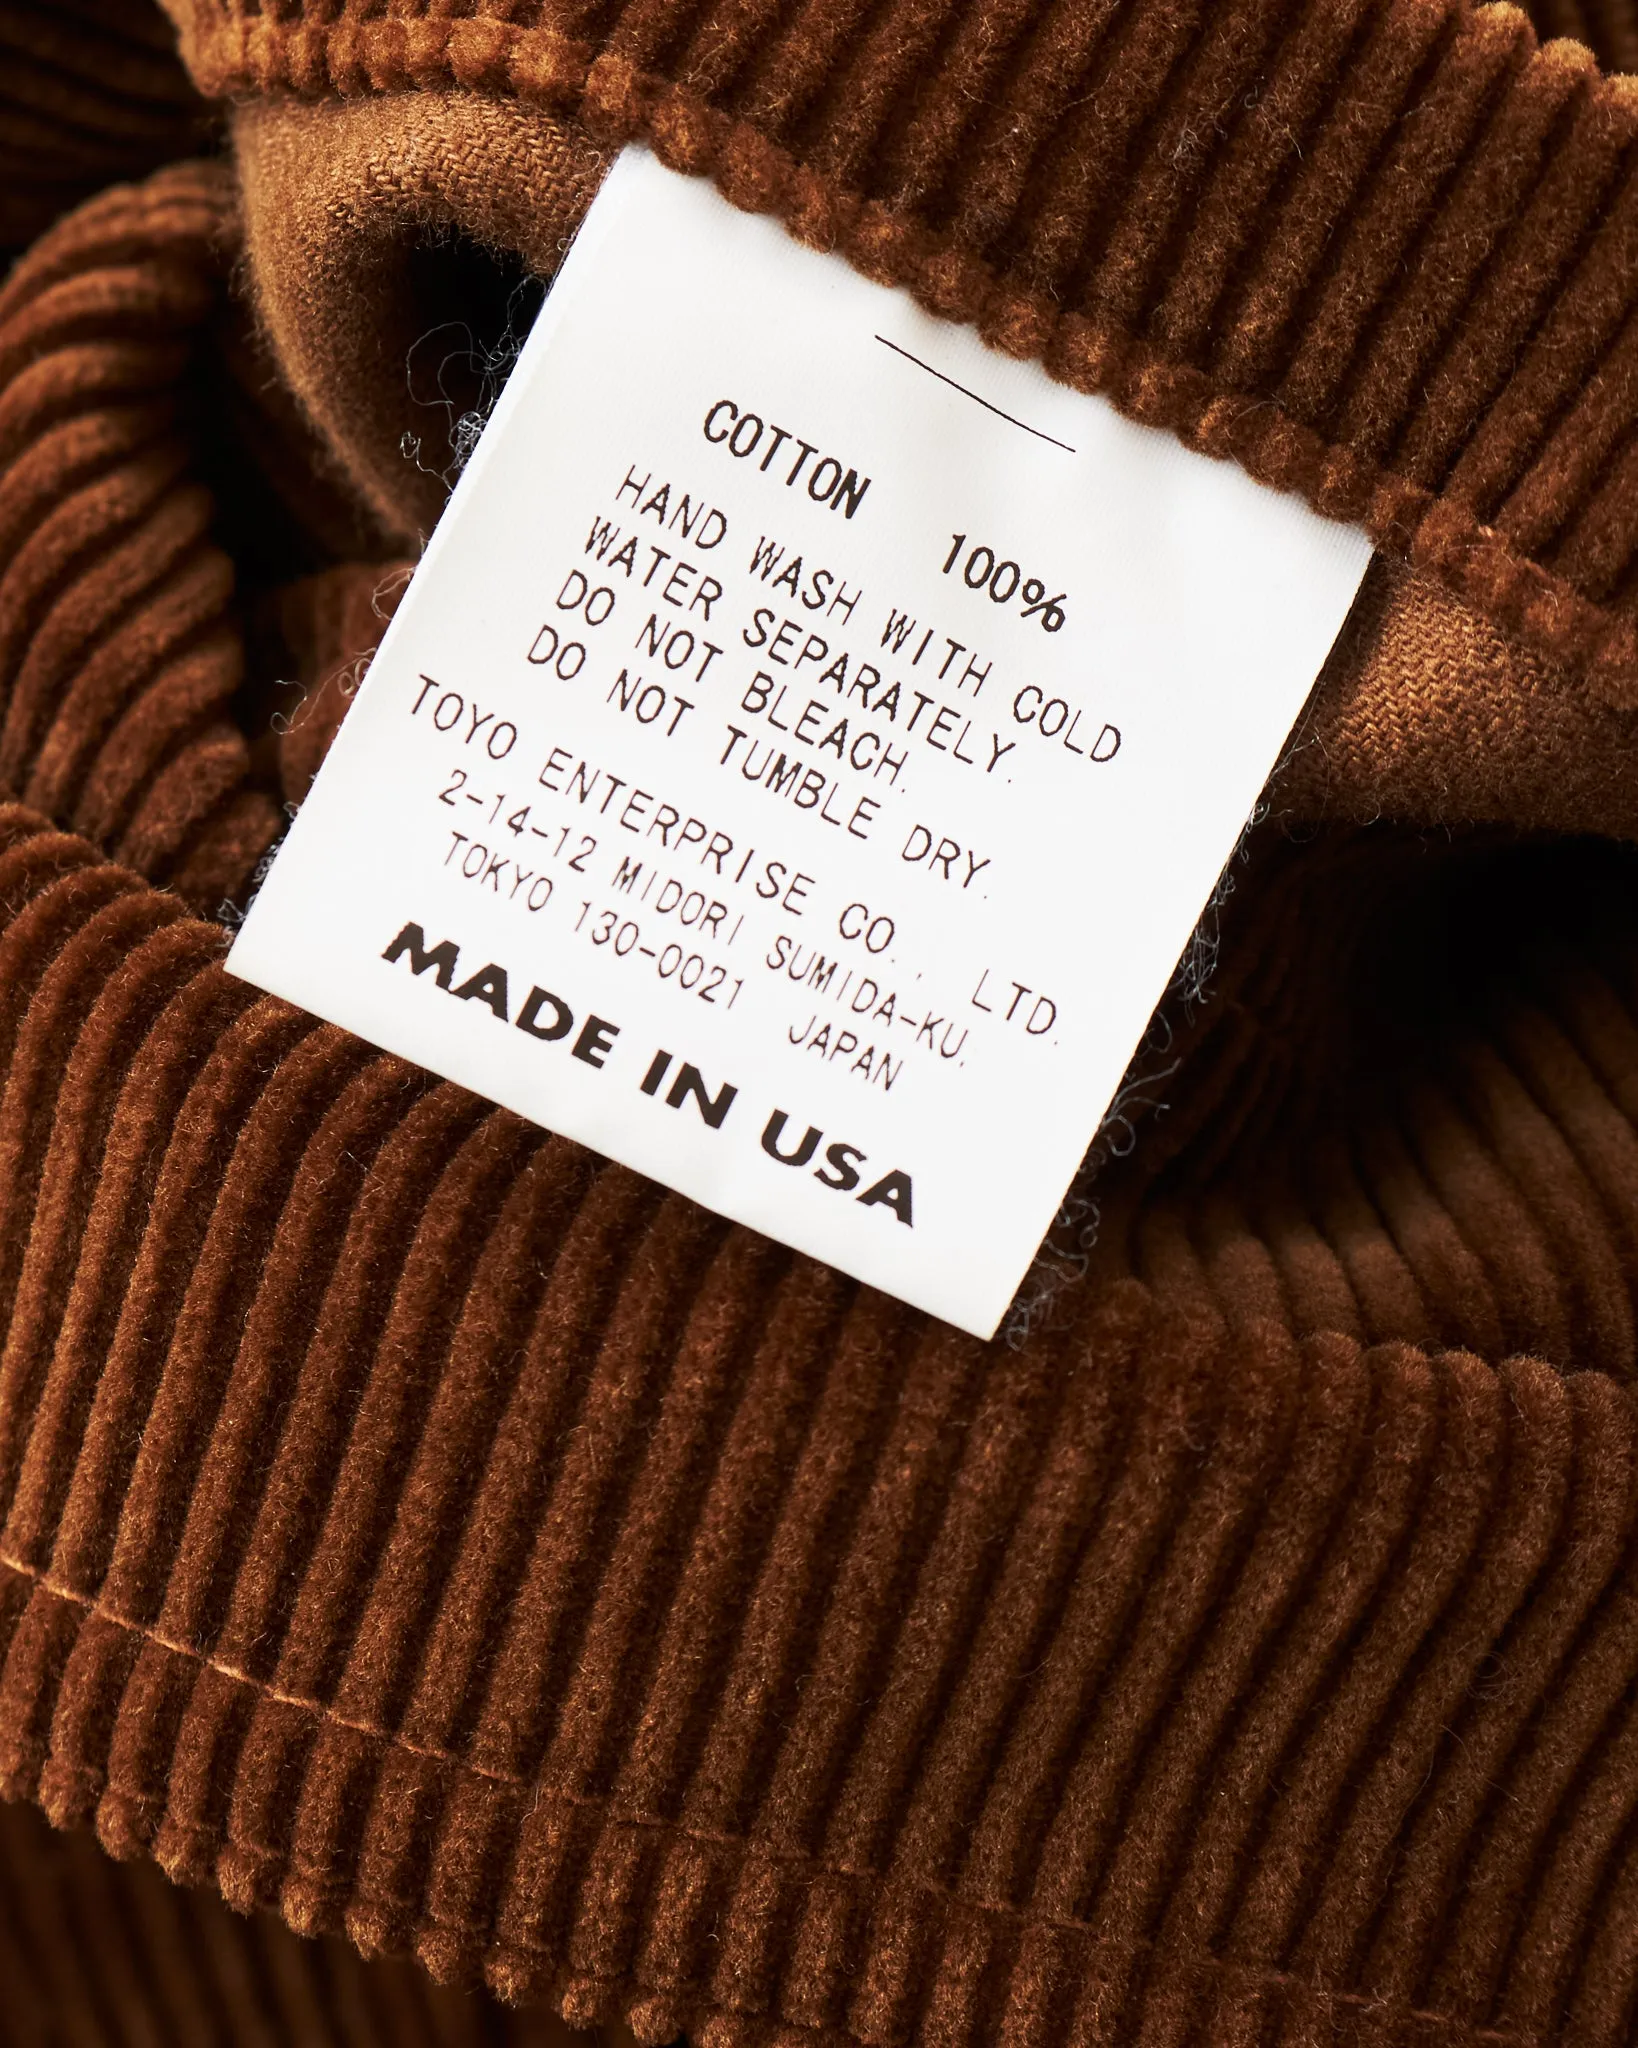 COTTON 100%
HAND WASH WITH COLD
WATER SEPARATELY.
DO NOT BLEACH.
DO NOT TUMBLE DRY.
TOYO ENTERPRISE CO., LTD.
2-14-12 MIDORI SUMIDA-KU.
TOKYO 130-0021 JAPAN
MADE IN USA